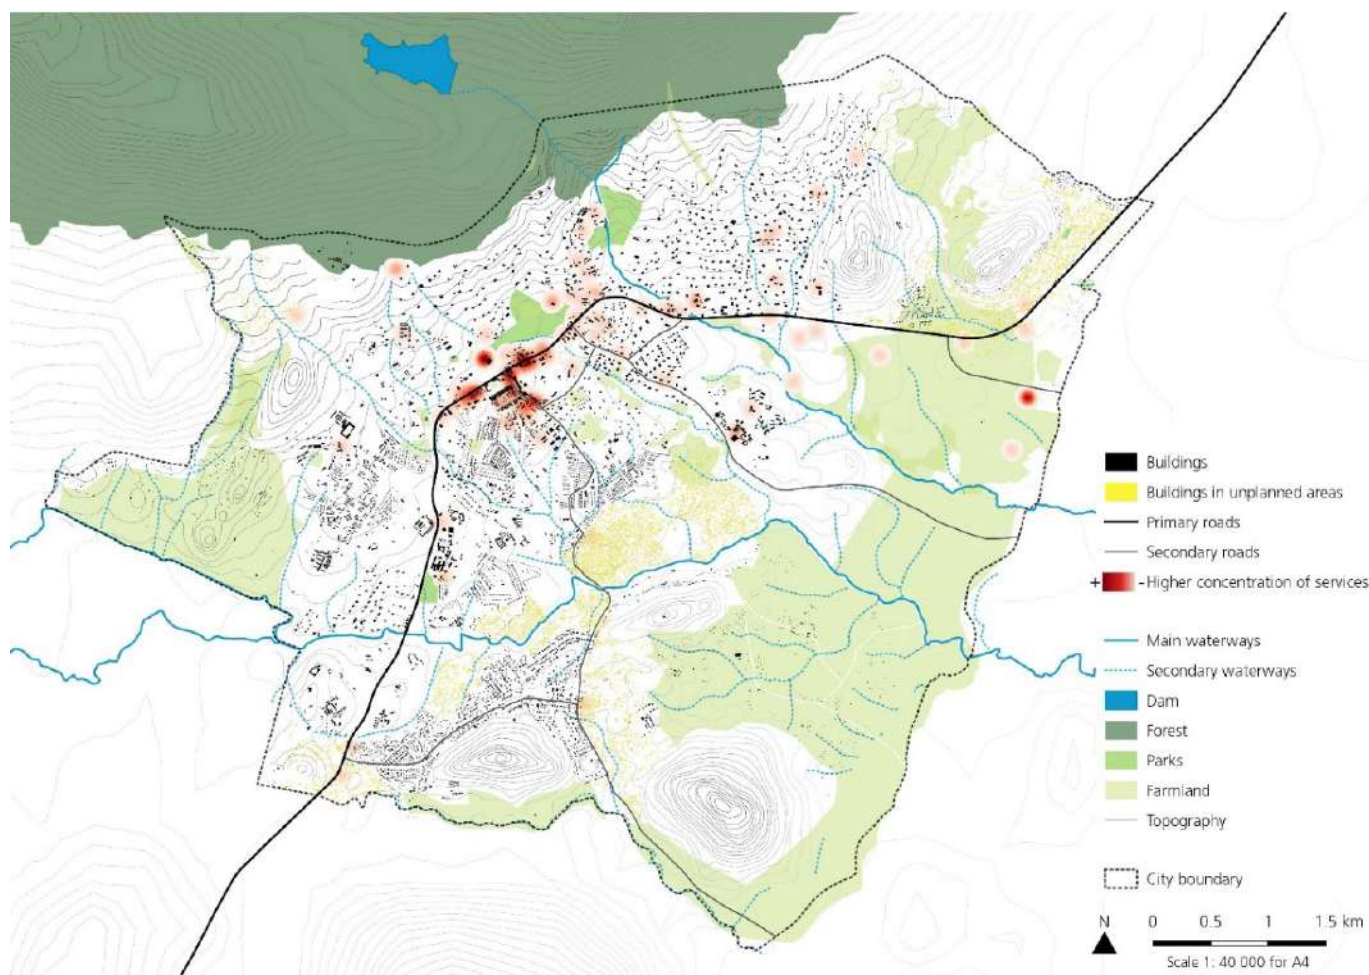 Buildings
Buildings in unplanned areas
Primary roads
Secondary roads
+ - Higher concentration of services
Main waterways
Secondary waterways
Dam
Forest
Parks
Farmland
Topography
City boundary
N 0 0.5 1 1.5 km
Scale 1: 40 000 for A4